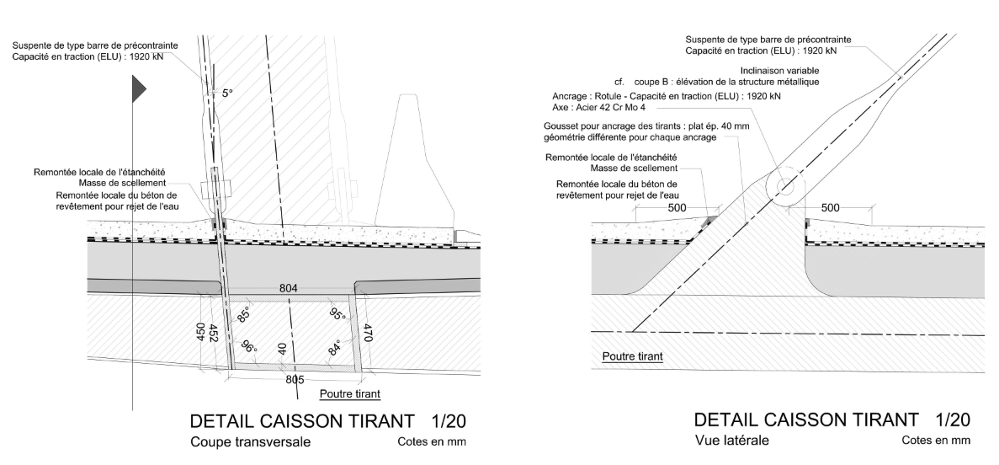 Suspente de type barre de précontrainte
Capacité en traction (ELU) : 1920 kN
5°
Remontée locale de l'étanchéité
Masse de scellement
Remontée locale du béton de
revêtement pour rejet de l'eau
804
85°
95°
450
452
470
96°
40
84°
805
Poutre tirant
DETAIL CAISSON TIRANT 1/20
Coupe transversale
Cotes en mm
Suspente de type barre de précontrainte
Capacité en traction (ELU) : 1920 kN
Inclinaison variable
cf. coupe B : élévation de la structure métallique
Ancrage : Rotule - Capacité en traction (ELU) : 1920 kN
Axe : Acier 42 Cr Mo 4
Gousset pour ancrage des tirants : plat ép. 40 mm
géométrie différente pour chaque ancrage
Remontée locale de l'étanchéité
Masse de scellement
Remontée locale du béton de
revêtement pour rejet de l'eau
500
500
Poutre tirant
DETAIL CAISSON TIRANT 1/20
Vue latérale
Cotes en mm